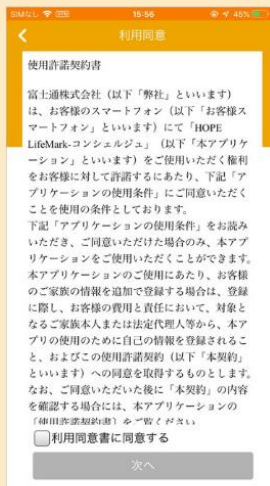 SIMなし 15:56 45%
利用同意
使用許諾契約書
富士通株式会社（以下「弊社」といいます）
は、お客様のスマートフォン（以下「お客様ス
マートフォン」といいます）にて「HOPE
LifeMark-コンシェルジュ」（以下「本アプリケ
ーション」といいます）をご使用いただく権利
をお客様に対して許諾するにあたり、下記「ア
プリケーションの使用条件」にご同意いただく
ことを使用の条件としております。
下記「アプリケーションの使用条件」をお読み
いただき、ご同意いただけた場合のみ、本アプ
リケーションをご使用いただくことができます。
本アプリケーションのご使用にあたり、お客様
のご家族の情報を追加で登録する場合は、登録
に際し、お客様の費用と責任において、対象と
なるご家族本人または法定代理人等から、本ア
プリの使用のために自己の情報を登録されるこ
と、およびこの使用許諾契約（以下「本契約」
といいます）への同意を取得するものとします。
なお、ご同意いただいた後に「本契約」の内容
を確認する場合には、本アプリケーションの
「使用許諾契約書」をご覧ください
利用同意書に同意する
次へ